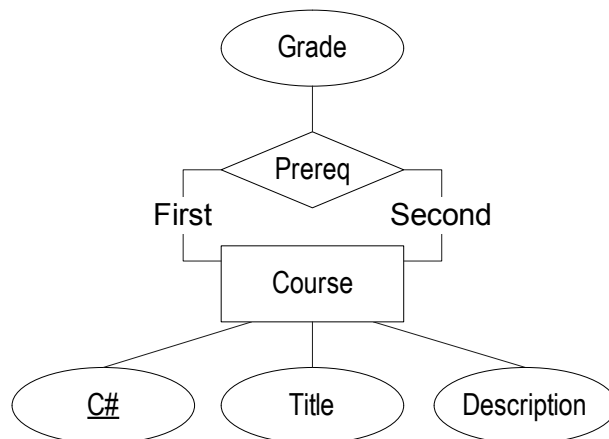 Grade
Prereq
First
Second
Course
C#
Title
Description